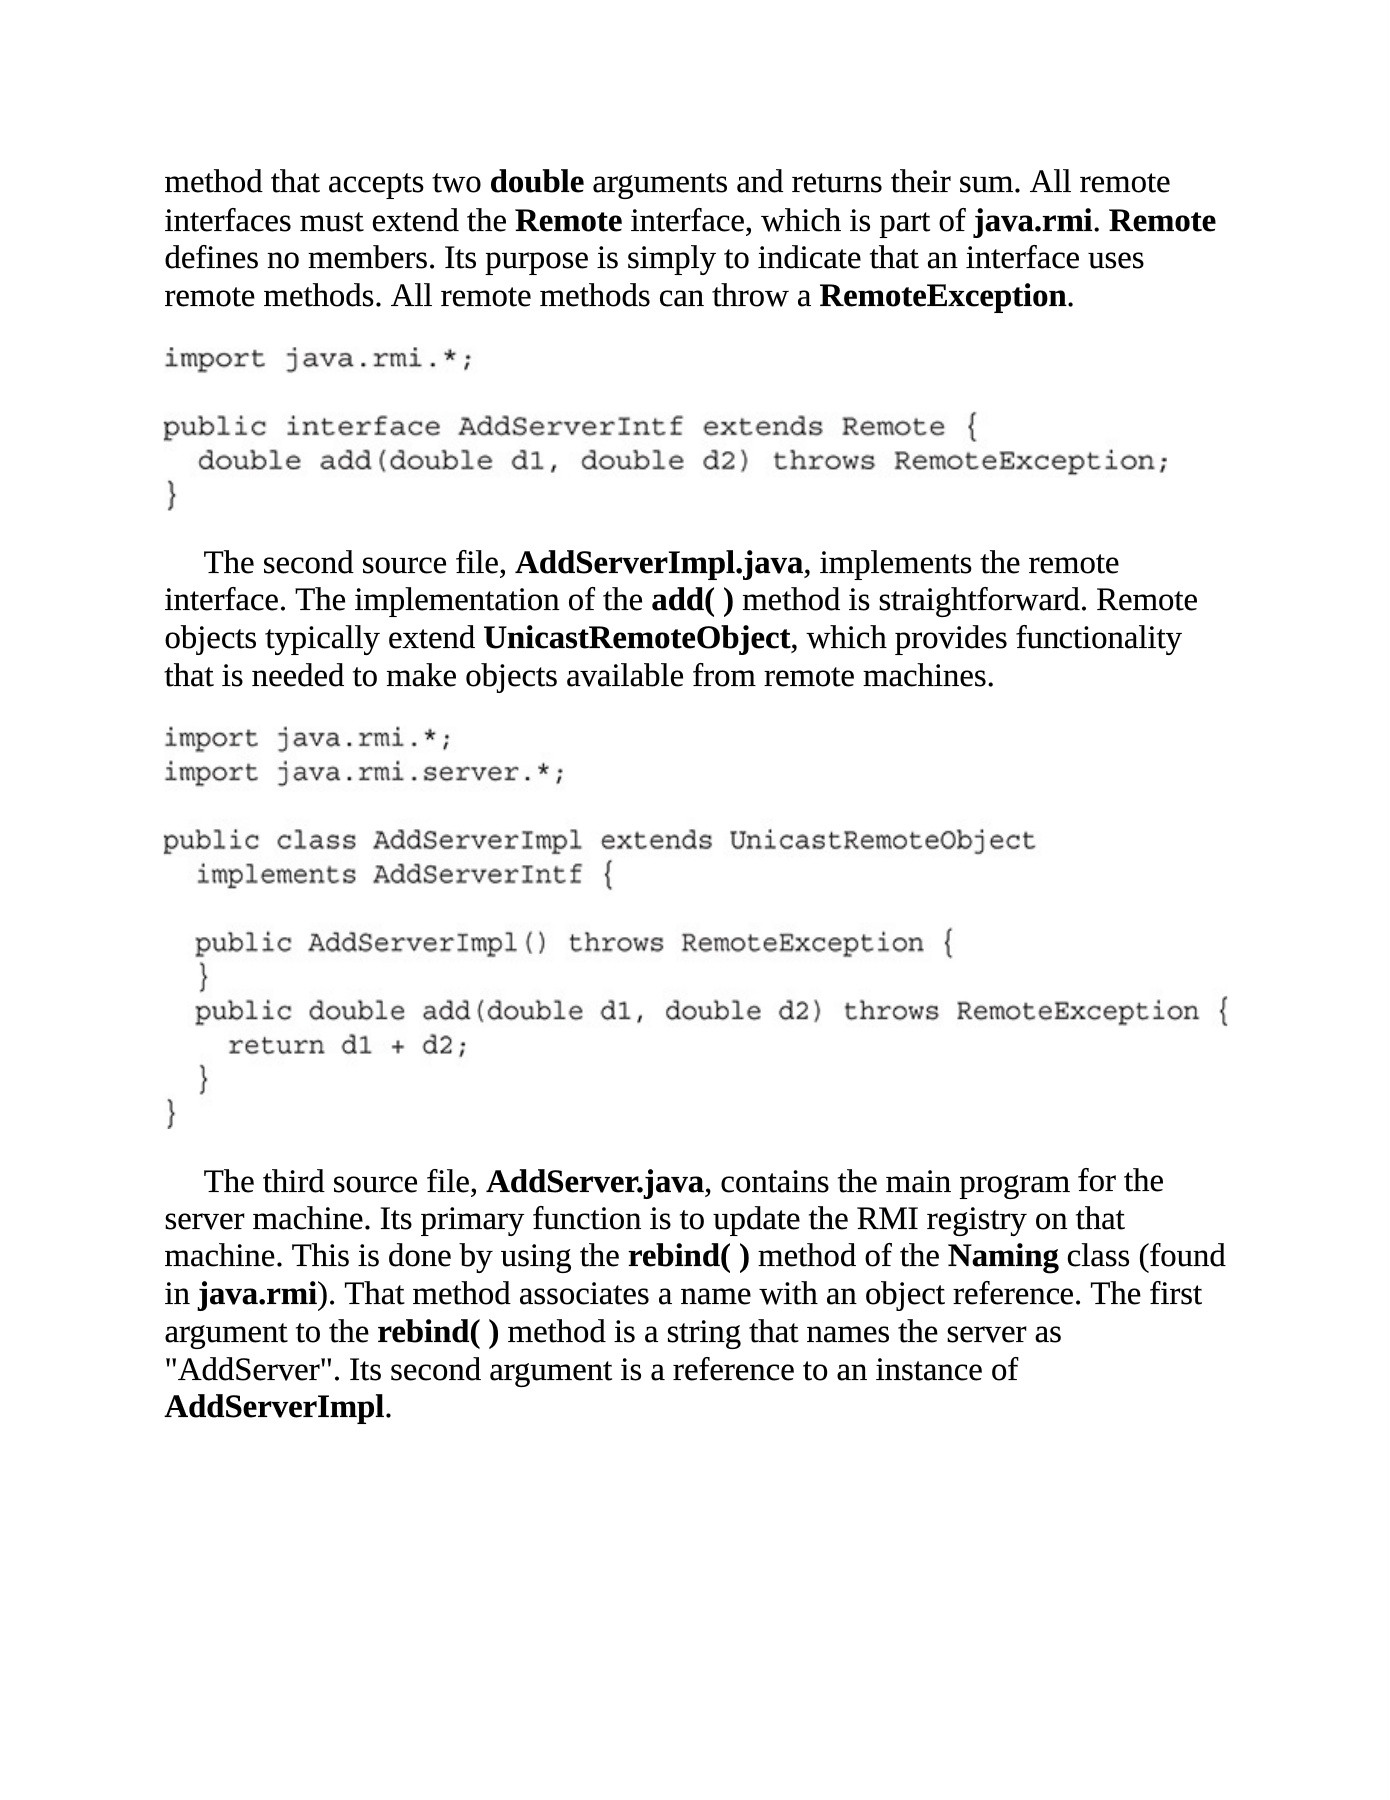 method that accepts two double arguments and returns their sum. All remote
interfaces must extend the Remote interface, which is part of java.rmi. Remote
defines no members. Its purpose is simply to indicate that an interface uses
remote methods. All remote methods can throw a RemoteException.
import java.rmi.*;
public interface AddServerIntf extends Remote {
  double add(double d1, double d2) throws RemoteException;
}
The second source file, AddServerImpl.java, implements the remote
interface. The implementation of the add( ) method is straightforward. Remote
objects typically extend UnicastRemoteObject, which provides functionality
that is needed to make objects available from remote machines.
import java.rmi.*;
import java.rmi.server.*;
public class AddServerImpl extends UnicastRemoteObject
  implements AddServerIntf {
  public AddServerImpl() throws RemoteException {
  }
  public double add(double d1, double d2) throws RemoteException {
    return d1 + d2;
  }
}
The third source file, AddServer.java, contains the main program for the
server machine. Its primary function is to update the RMI registry on that
machine. This is done by using the rebind( ) method of the Naming class (found
in java.rmi). That method associates a name with an object reference. The first
argument to the rebind( ) method is a string that names the server as
"AddServer". Its second argument is a reference to an instance of
AddServerImpl.